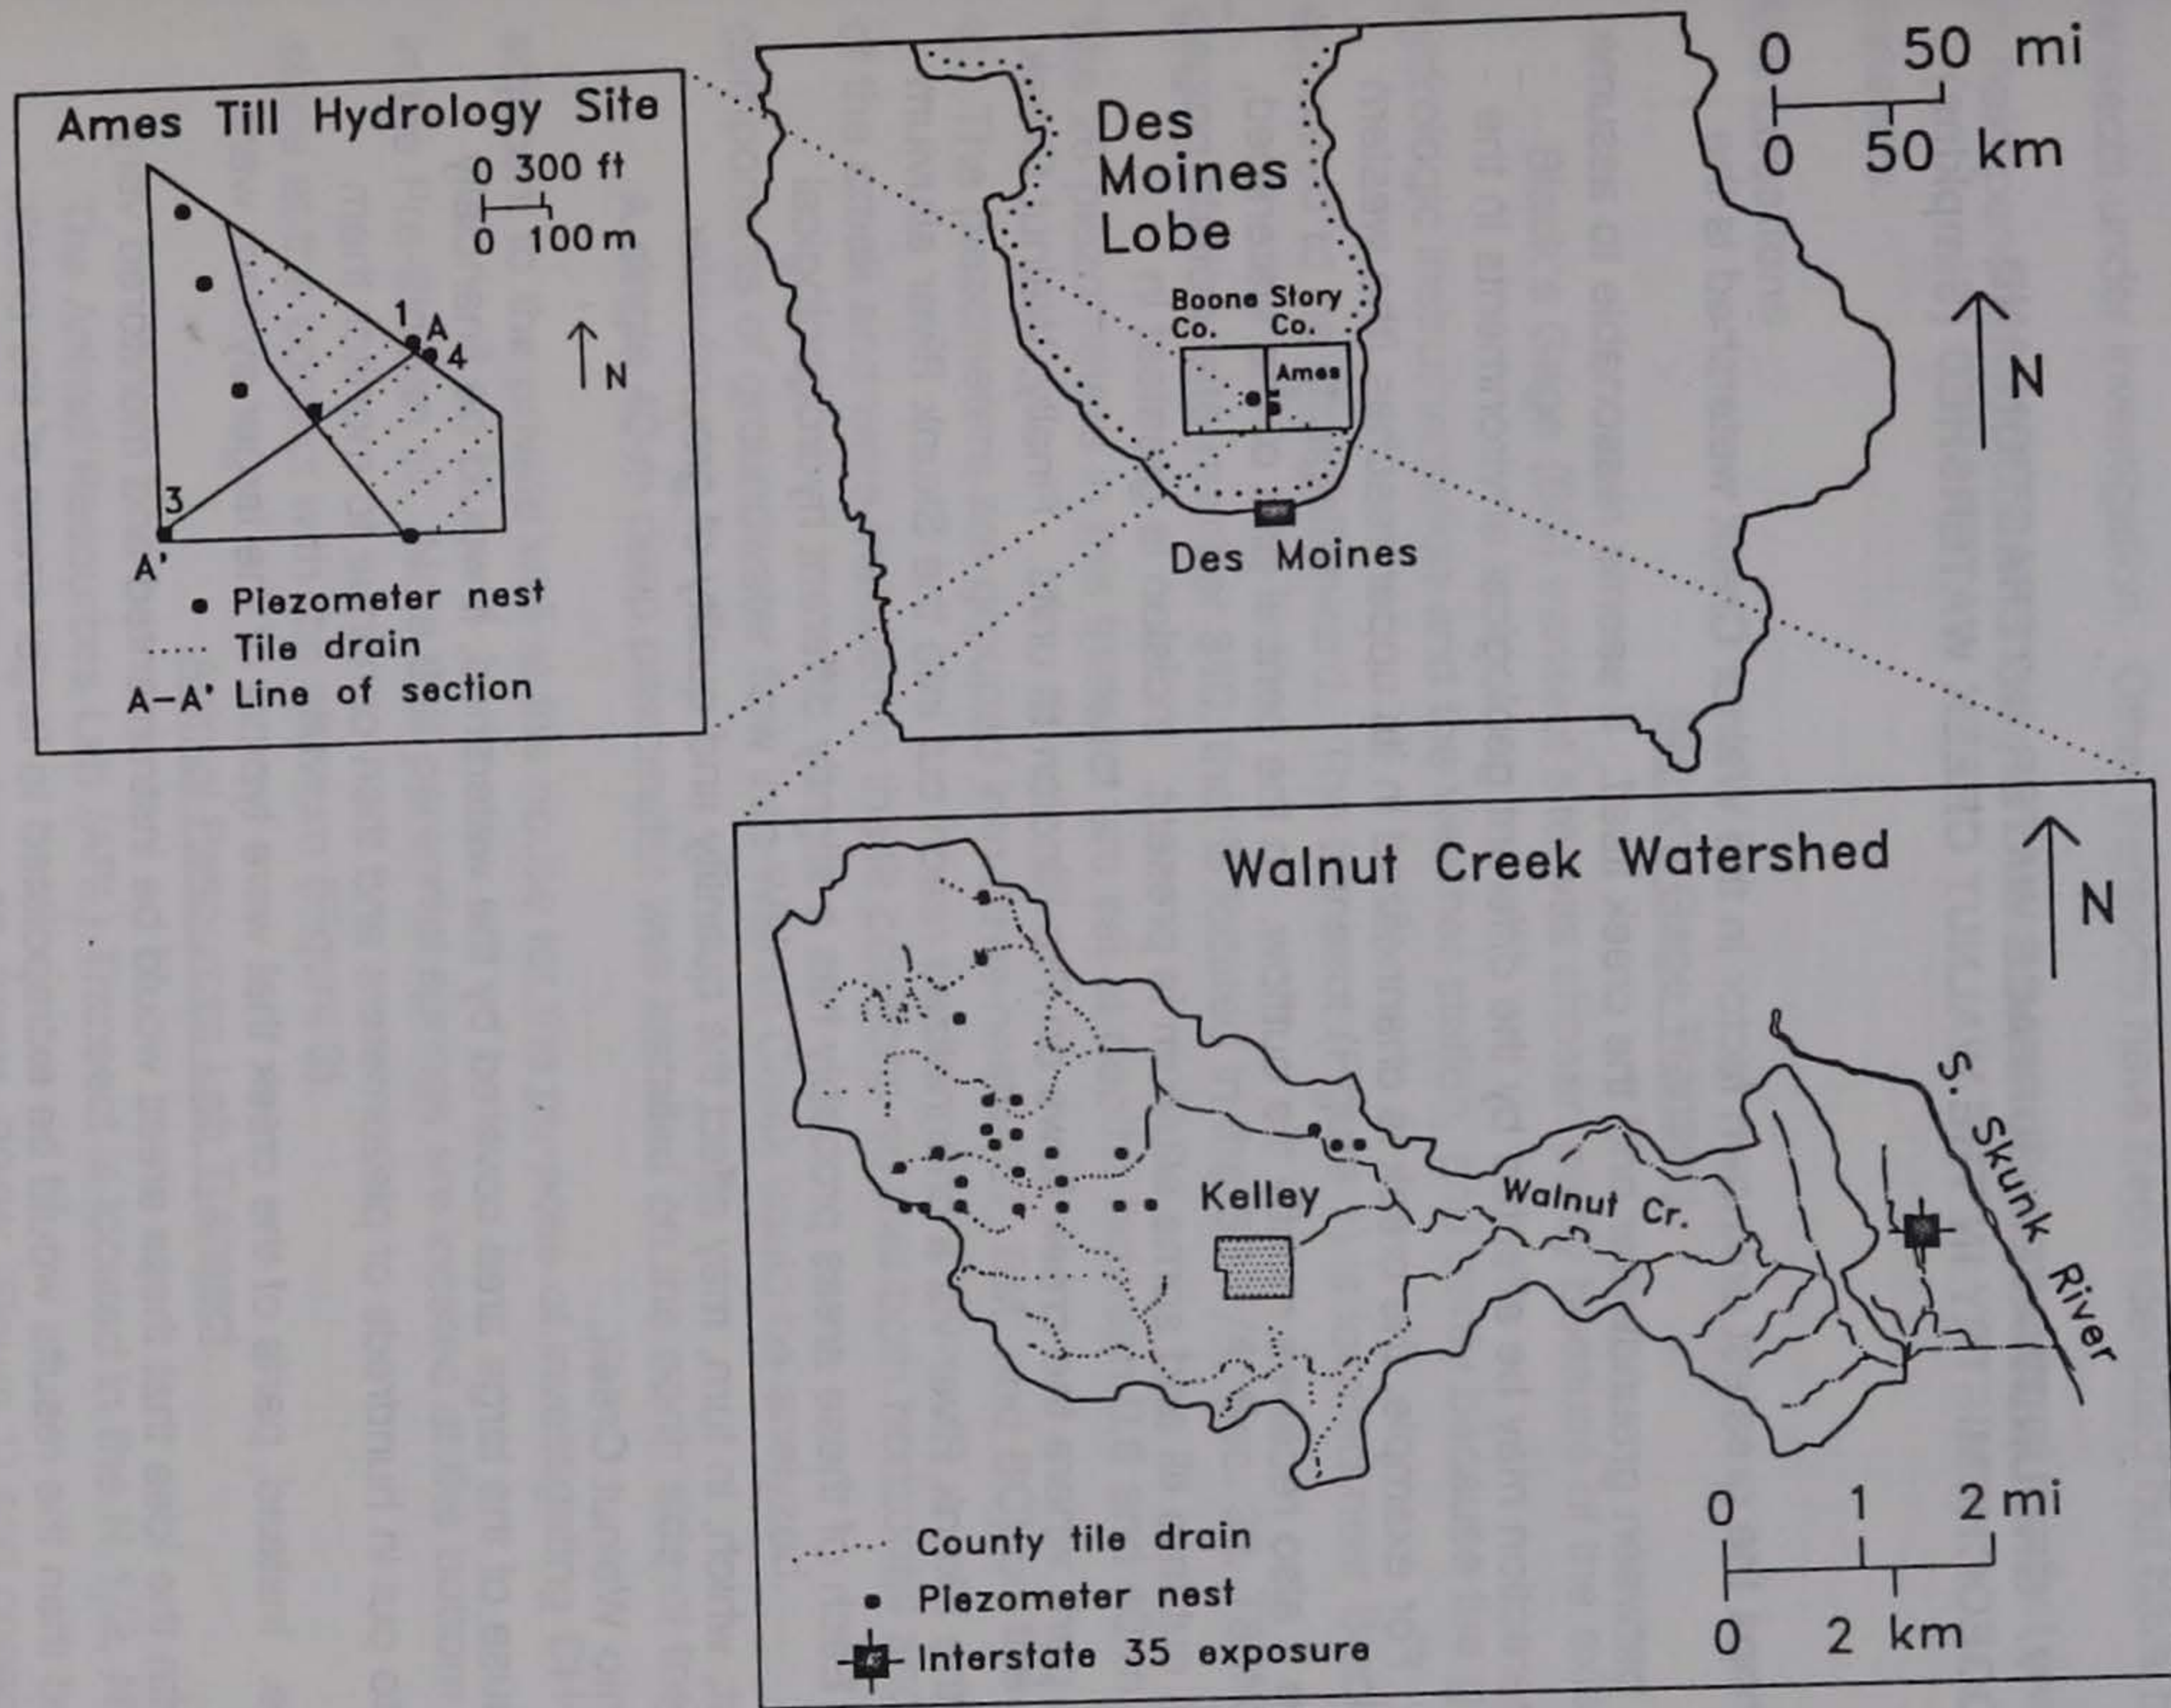 Ames Till Hydrology Site
0 300 ft
0 100 m
1
A
4
N
3
A'
Piezometer nest
Tile drain
A-A' Line of section
Des
Moines
Lobe
Boone Story
Co. Co.
Ames
Des Moines
0 50 mi
0 50 km
N
Walnut Creek Watershed
N
S. Skunk River
Kelley
Walnut Cr.
County tile drain
Piezometer nest
Interstate 35 exposure
0 1 2 mi
0 2 km